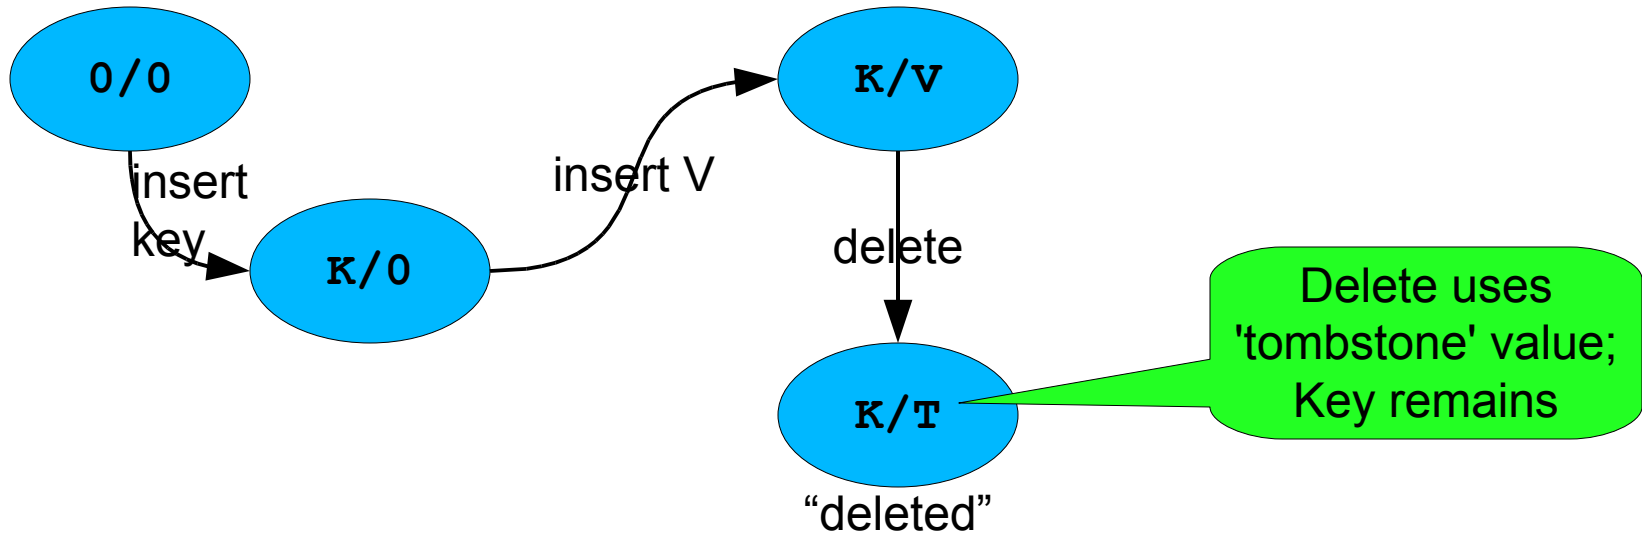 0/0
K/V
insert
key
insert V
K/0
delete
Delete uses
'tombstone' value;
Key remains
K/T
“deleted”